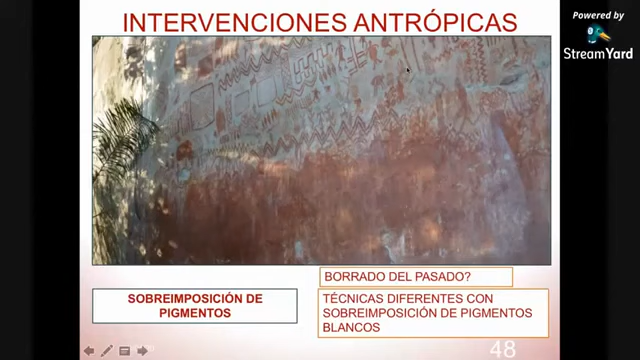 INTERVENCIONES ANTRÓPICAS
Powered by
StreamYard
BORRADO DEL PASADO?
SOBREIMPOSICIÓN DE
PIGMENTOS
TÉCNICAS DIFERENTES CON
SOBREIMPOSICIÓN DE PIGMENTOS
BLANCOS
48